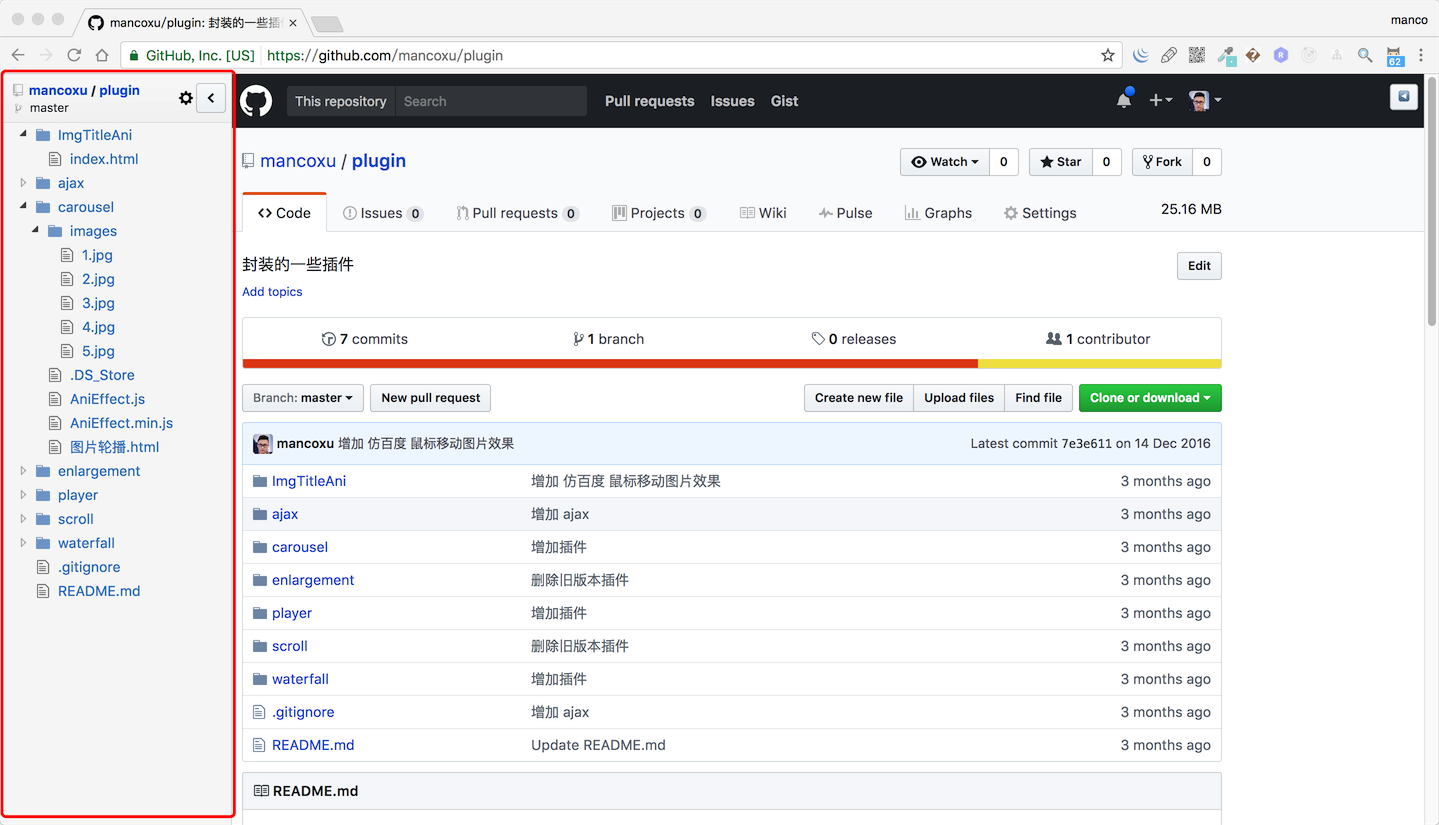 mancoxu/plugin: 封装的一些插件
manco
GitHub, Inc. [US] https://github.com/mancoxu/plugin
62
mancoxu / plugin
master
ImgTitleAni
index.html
ajax
carousel
images
1.jpg
2.jpg
3.jpg
4.jpg
5.jpg
.DS_Store
AniEffect.js
AniEffect.min.js
图片轮播.html
enlargement
player
scroll
waterfall
.gitignore
README.md
This repository Search Pull requests Issues Gist
mancoxu / plugin
Watch 0 Star 0 Fork 0
Code Issues 0 Pull requests 0 Projects 0 Wiki Pulse Graphs Settings 25.16 MB
封装的一些插件 Edit
Add topics
7 commits 1 branch 0 releases 1 contributor
Branch: master New pull request Create new file Upload files Find file Clone or download
mancoxu 增加 仿百度 鼠标移动图片效果 Latest commit 7e3e611 on 14 Dec 2016
ImgTitleAni 增加 仿百度 鼠标移动图片效果 3 months ago
ajax 增加 ajax 3 months ago
carousel 增加插件 3 months ago
enlargement 删除旧版本插件 3 months ago
player 增加插件 3 months ago
scroll 删除旧版本插件 3 months ago
waterfall 增加插件 3 months ago
.gitignore 增加 ajax 3 months ago
README.md Update README.md 3 months ago
README.md